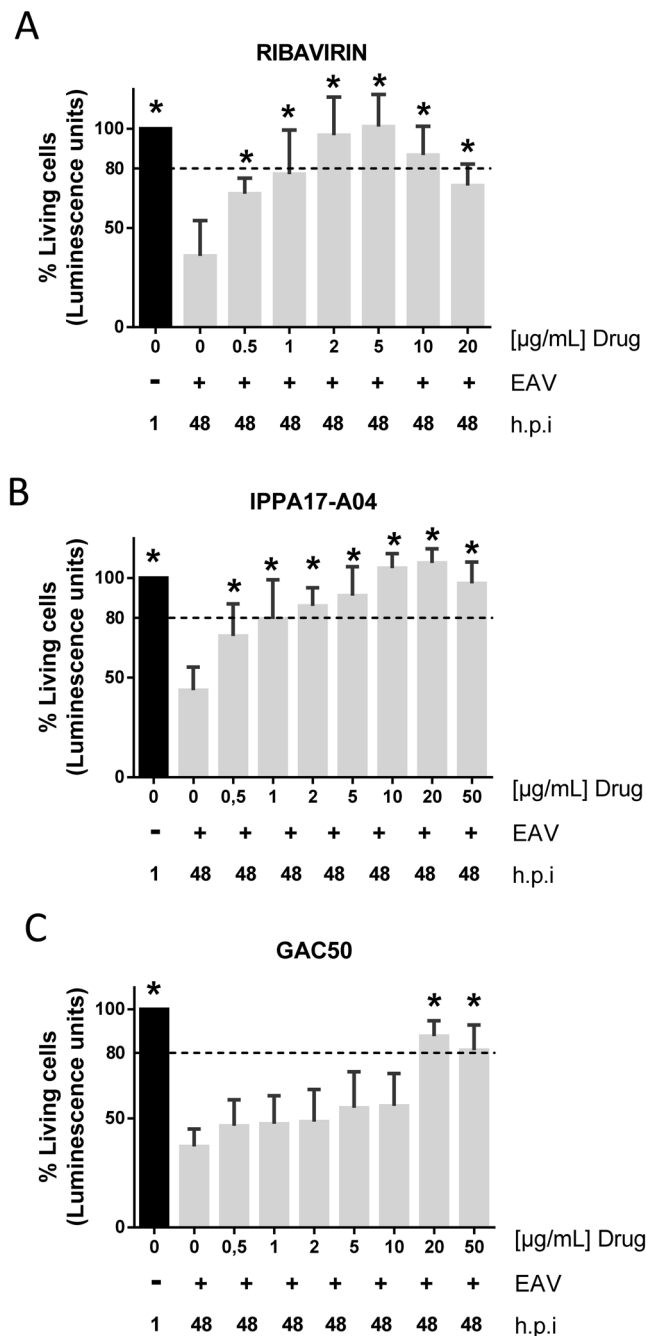 A
RIBAVIRIN
% Living cells
(Luminescence units)
100
80
50
0
* * * * * * *
0 0 0.5 1 2 5 10 20 [µg/mL] Drug
- + + + + + + + EAV
1 48 48 48 48 48 48 48 h.p.i
B
IPPA17-A04
% Living cells
(Luminescence units)
100
80
50
0
* * * * * * * *
0 0 0,5 1 2 5 10 20 50 [µg/mL] Drug
- + + + + + + + EAV
1 48 48 48 48 48 48 48 48 h.p.i
C
GAC50
% Living cells
(Luminescence units)
100
80
50
0
* * *
0 0 0,5 1 2 5 10 20 50 [µg/mL] Drug
- + + + + + + + EAV
1 48 48 48 48 48 48 48 h.p.i